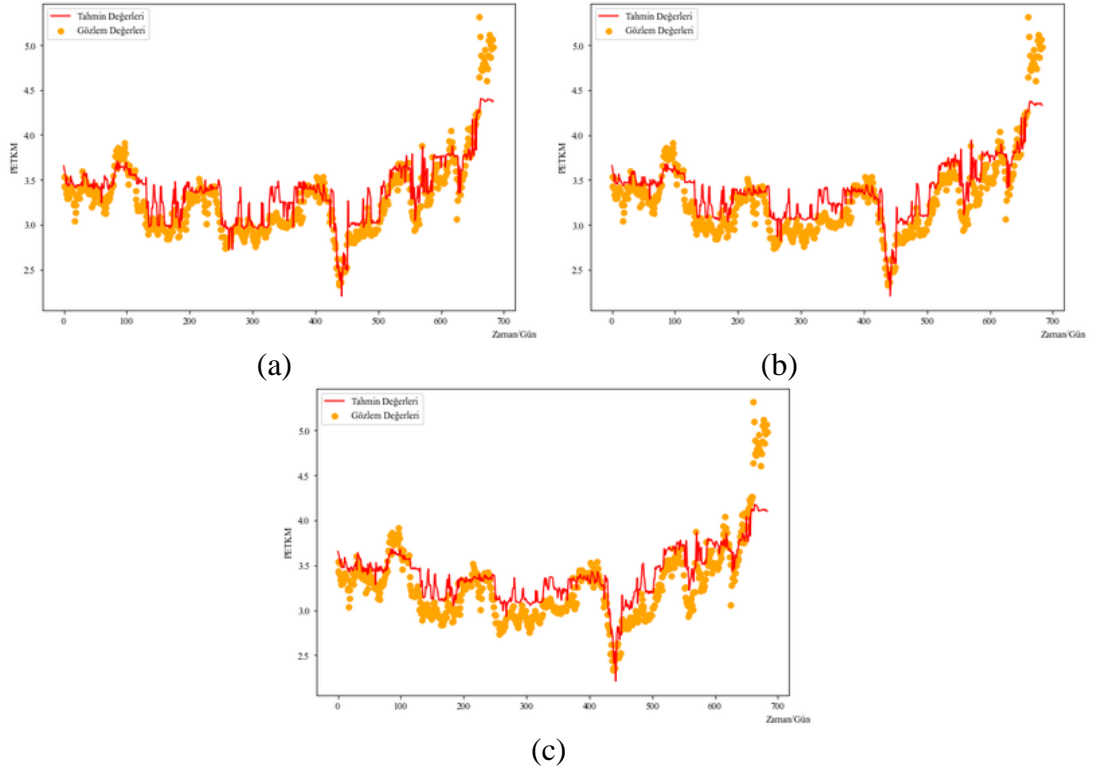 Tahmin Değerleri
Gözlem Değerleri
5.0
4.5
4.0
3.5
3.0
2.5
PETKM
0 100 200 300 400 500 600 700
Zaman/Gün
(a)
Tahmin Değerleri
Gözlem Değerleri
5.0
4.5
4.0
3.5
3.0
2.5
PETKM
0 100 200 300 400 500 600 700
Zaman/Gün
(b)
Tahmin Değerleri
Gözlem Değerleri
5.0
4.5
4.0
3.5
3.0
2.5
PETKM
0 100 200 300 400 500 600 700
Zaman/Gün
(c)